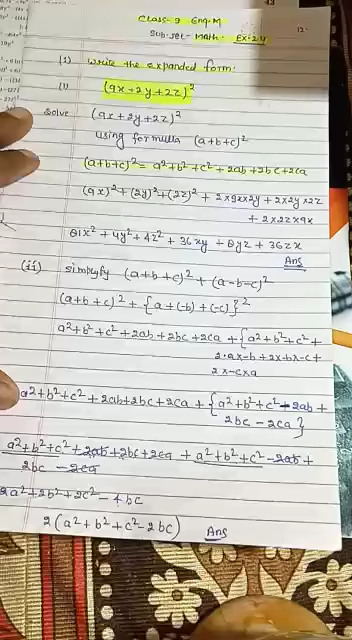 Class-9 Eng-M
Sub-sel-Math. Ex-2.4
(1) write the expanded form.
(i) (9x+2y+2z)²
Solve (9x+2y+2z)²
using formulla (a+b+c)²
(a+b+c)² = a²+b²+c²+2ab+2bc+2ca
(9x)²+(2y)²+(2z)²+2×9x×2y+2×2y×2z
+2×2z×9x
81x²+4y²+4z²+36xy+8yz+36zx
Ans
(ii) simplyfy (a+b+c)²+(a-b-c)²
(a+b+c)²+{a+(-b)+(-c)}²
a²+b²+c²+2ab+2bc+2ca+{a²+b²+c²+
2·a×-b+2×-b×-c+
2×-c×a
a²+b²+c²+2ab+2bc+2ca+{a²+b²+c²-2ab+
2bc-2ca}
a²+b²+c²+2ab+2bc+2ca+a²+b²+c²-2ab+
2bc-2ca
2a²+2b²+2c²-4bc
2(a²+b²+c²-2bc) Ans